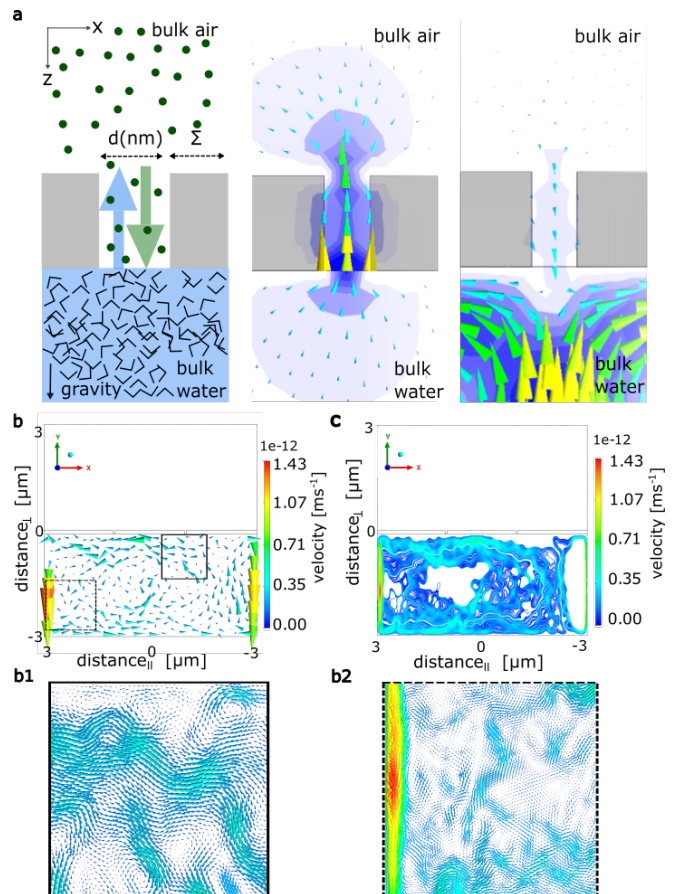 a
X
Z
bulk air
d(nm)
Σ
gravity
bulk
water
bulk air
bulk
water
bulk air
bulk
water
b
3
Y
X
0
-3
distance⊥ [µm]
3
0
-3
distance|| [µm]
1e-12
1.43
1.07
0.71
0.35
0.00
velocity [ms⁻¹]
c
3
Y
X
0
-3
distance⊥ [µm]
3
0
-3
distance|| [µm]
1e-12
1.43
1.07
0.71
0.35
0.00
velocity [ms⁻¹]
b1
b2